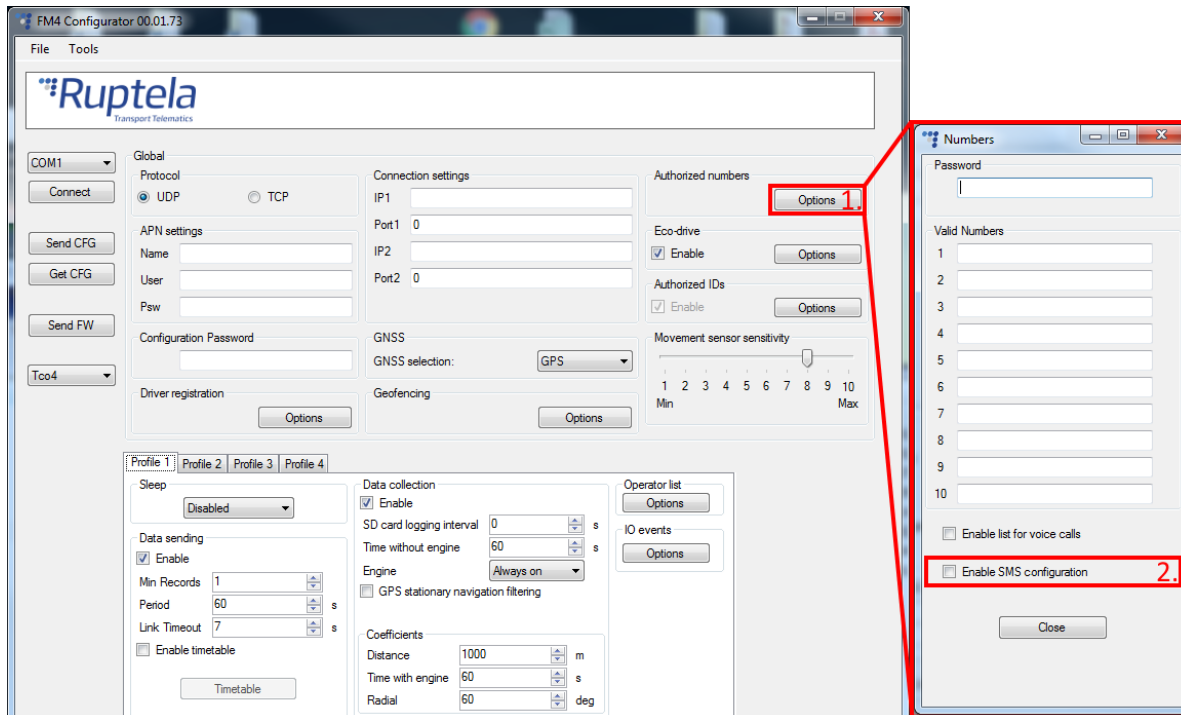 FM4 Configurator 00.01.73
File Tools
Ruptela
Transport Telematics
COM1
Connect
Send CFG
Get CFG
Send FW
Tco4
Global
Protocol
UDP TCP
APN settings
Name
User
Psw
Configuration Password
Driver registration
Options
Connection settings
IP1
Port1 0
IP2
Port2 0
GNSS
GNSS selection: GPS
Geofencing
Options
Authorized numbers
Options 1.
Eco-drive
Enable Options
Authorized IDs
Enable Options
Movement sensor sensitivity
1 2 3 4 5 6 7 8 9 10
Min Max
Profile 1 Profile 2 Profile 3 Profile 4
Sleep
Disabled
Data sending
Enable
Min Records 1
Period 60 s
Link Timeout 7 s
Enable timetable
Timetable
Data collection
Enable
SD card logging interval 0 s
Time without engine 60 s
Engine Always on
GPS stationary navigation filtering
Coefficients
Distance 1000 m
Time with engine 60 s
Radial 60 deg
Operator list
Options
IO events
Options
Numbers
Password
Valid Numbers
1
2
3
4
5
6
7
8
9
10
Enable list for voice calls
Enable SMS configuration 2.
Close